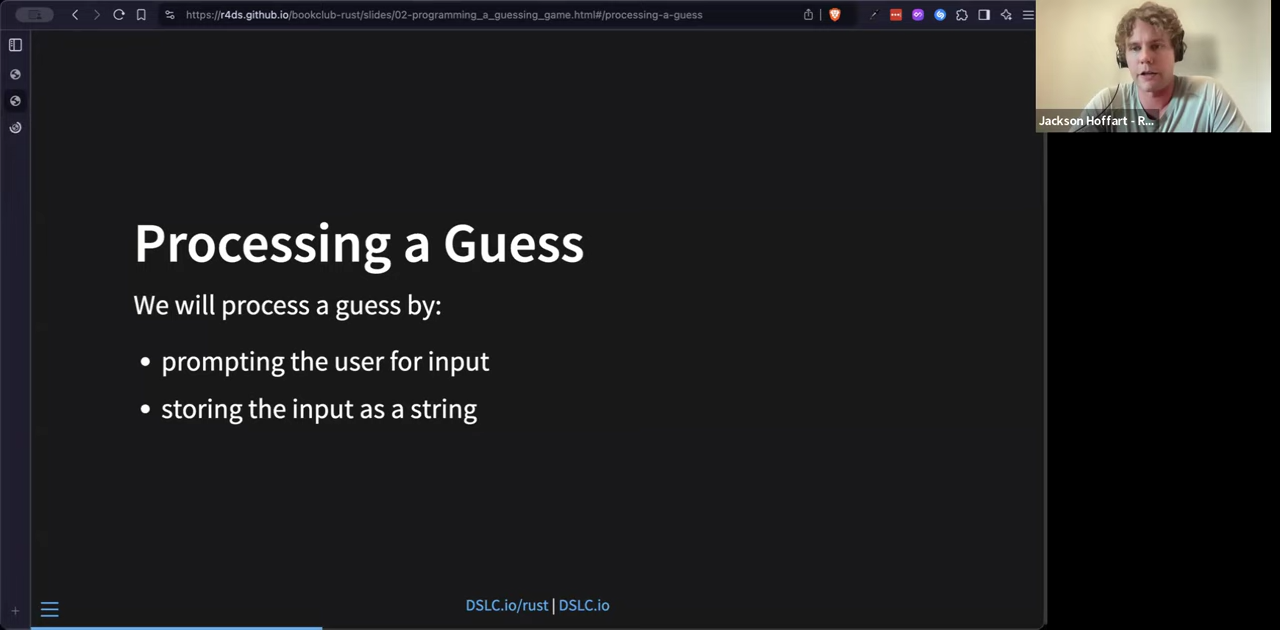 https://r4ds.github.io/bookclub-rust/slides/02-programming_a_guessing_game.html#/processing-a-guess
Jackson Hoffart - R...
Processing a Guess
We will process a guess by:
• prompting the user for input
• storing the input as a string
DSLC.io/rust | DSLC.io